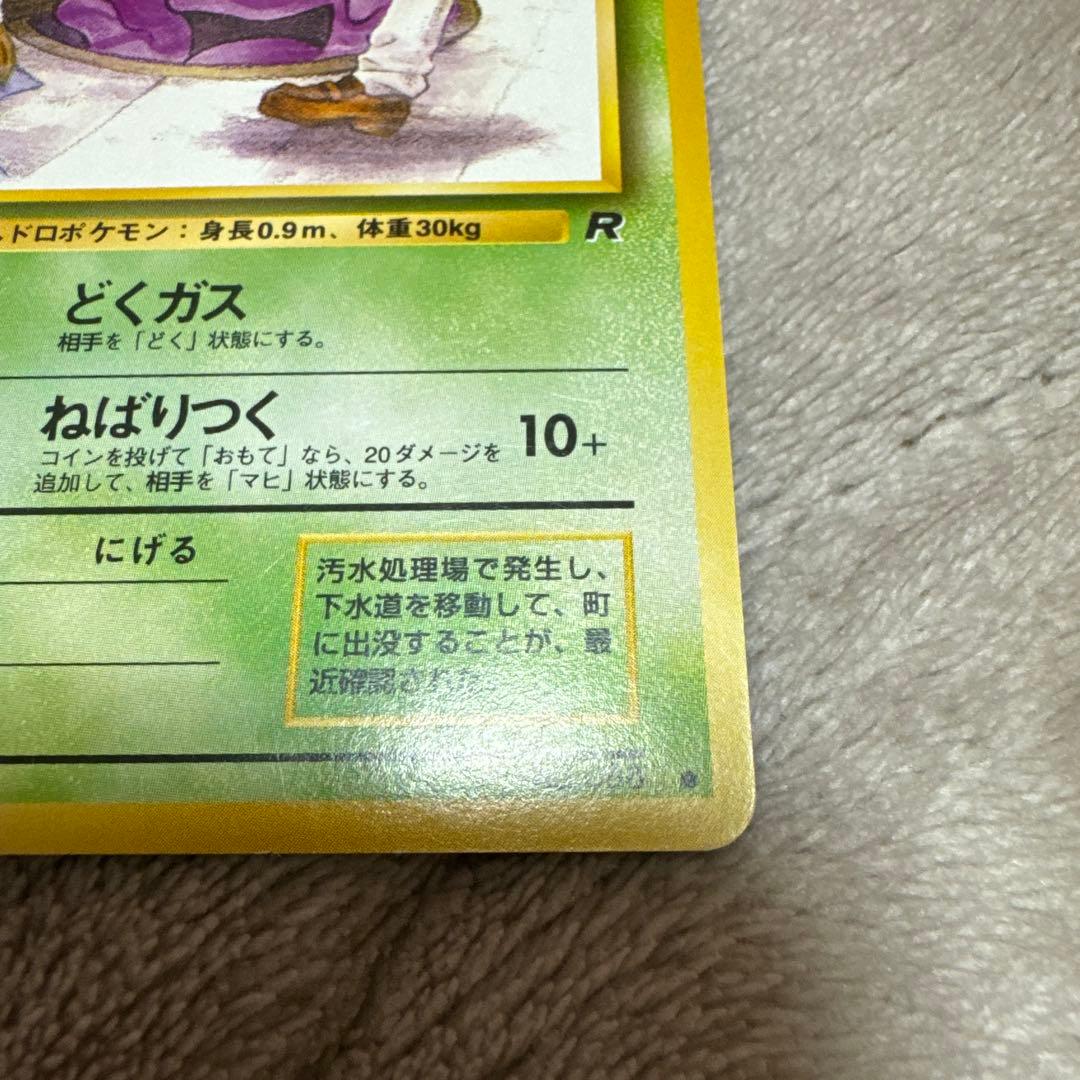 ドロポケモン：身長0.9m、体重30kg R
どくガス
相手を「どく」状態にする。
ねばりつく 10+
コインを投げて「おもて」なら、20ダメージを
追加して、相手を「マヒ」状態にする。
にげる
汚水処理場で発生し、
下水道を移動して、町
に出没することが、最
近確認された。